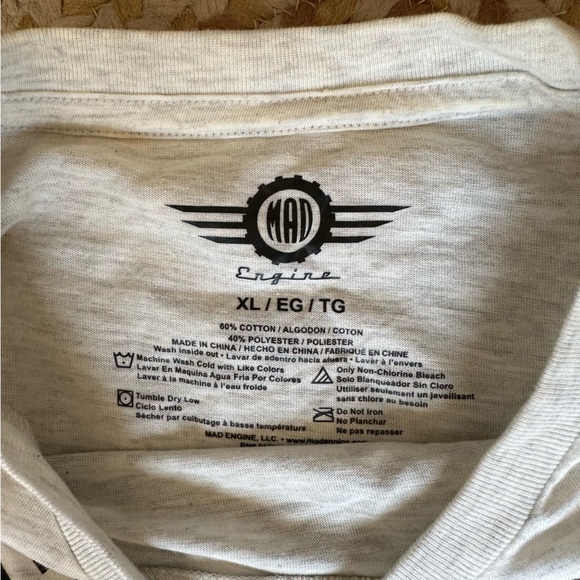 MAD
Engine
XL / EG / TG
60% COTTON / ALGODON / COTON
40% POLYESTER / POLIESTER
MADE IN CHINA / HECHO EN CHINA / FABRIQUÉ EN CHINE
Wash inside out • Lavar de adentro hacia afuera • Laver à l'envers
Machine Wash Cold with Like Colors
Lavar En Maquina Agua Fria Por Colores
Laver à la machine à l'eau froide
Only Non-Chlorine Bleach
Solo Blanqueador Sin Cloro
Utiliser seulement un javellisant
sans chlore au besoin
Tumble Dry Low
Ciclo Lento
Sécher par culbutage à basse température
Do Not Iron
No Planchar
Ne pas repasser
MAD ENGINE, LLC. • www.madengine.com